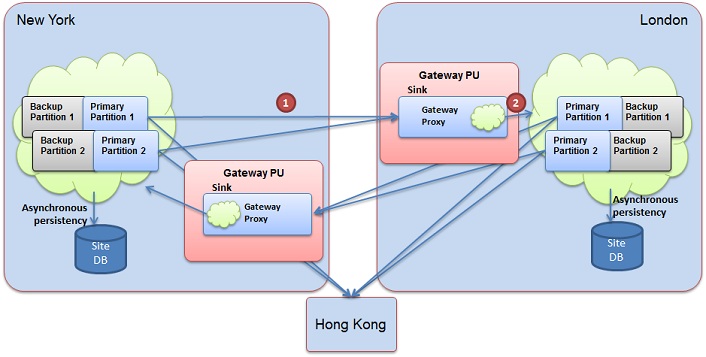 New York
London
Gateway PU
Sink
1
2
Gateway
Proxy
Backup
Partition 1
Primary
Partition 1
Backup
Partition 2
Primary
Partition 2
Primary
Partition 1
Backup
Partition 1
Primary
Partition 2
Backup
Partition 2
Gateway PU
Sink
Gateway
Proxy
Asynchronous
persistency
Site
DB
Asynchronous
persistency
Site
DB
Hong Kong